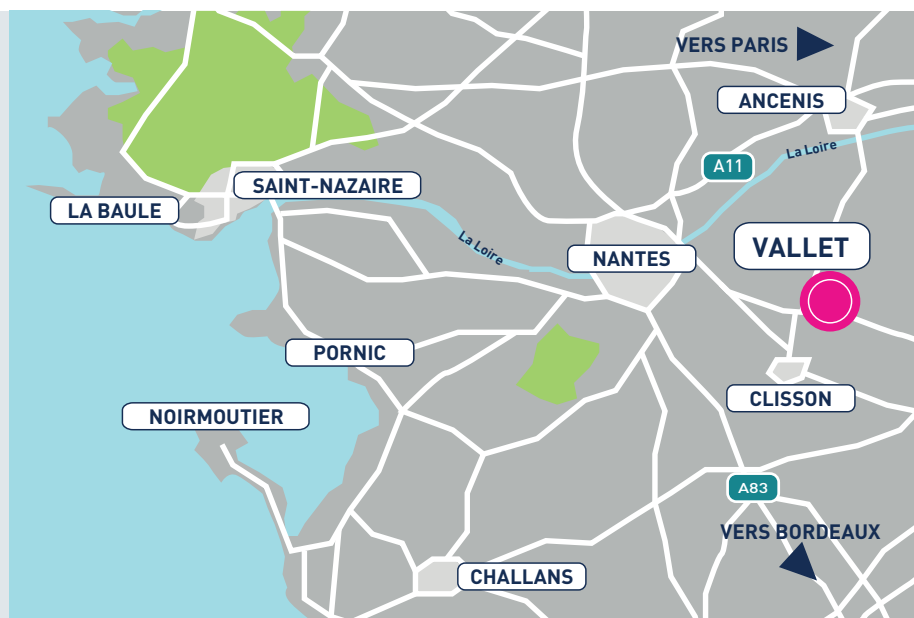 VERS PARIS
ANCENIS
La Loire
A11
SAINT-NAZAIRE
LA BAULE
La Loire
NANTES
VALLET
PORNIC
CLISSON
NOIRMOUTIER
A83
VERS BORDEAUX
CHALLANS